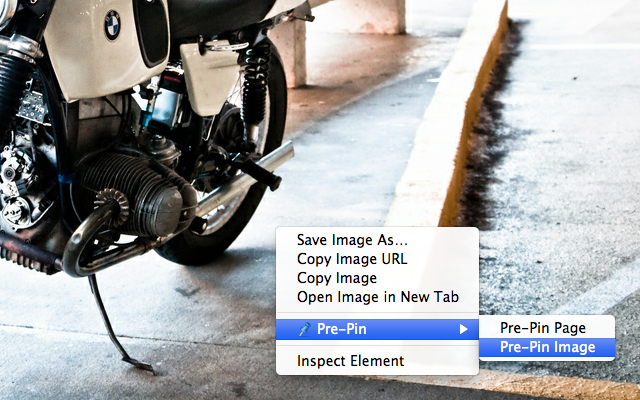 BMW
Save Image As...
Copy Image URL
Copy Image
Open Image in New Tab
Pre-Pin
Inspect Element
Pre-Pin Page
Pre-Pin Image